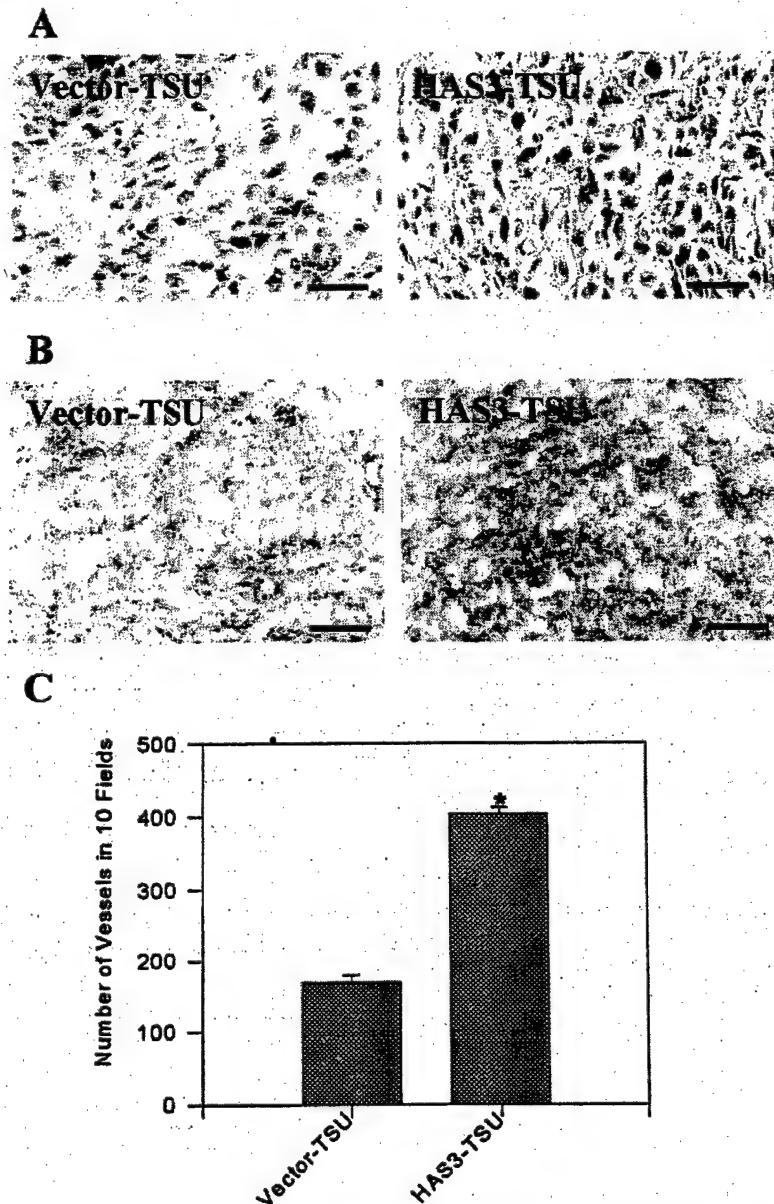 A
Vector-TSU HAS3-TSU
B
Vector-TSU HAS3-TSU
C
Number of Vessels in 10 Fields
500
400
300
200
100
0
*
Vector-TSU
HAS3-TSU